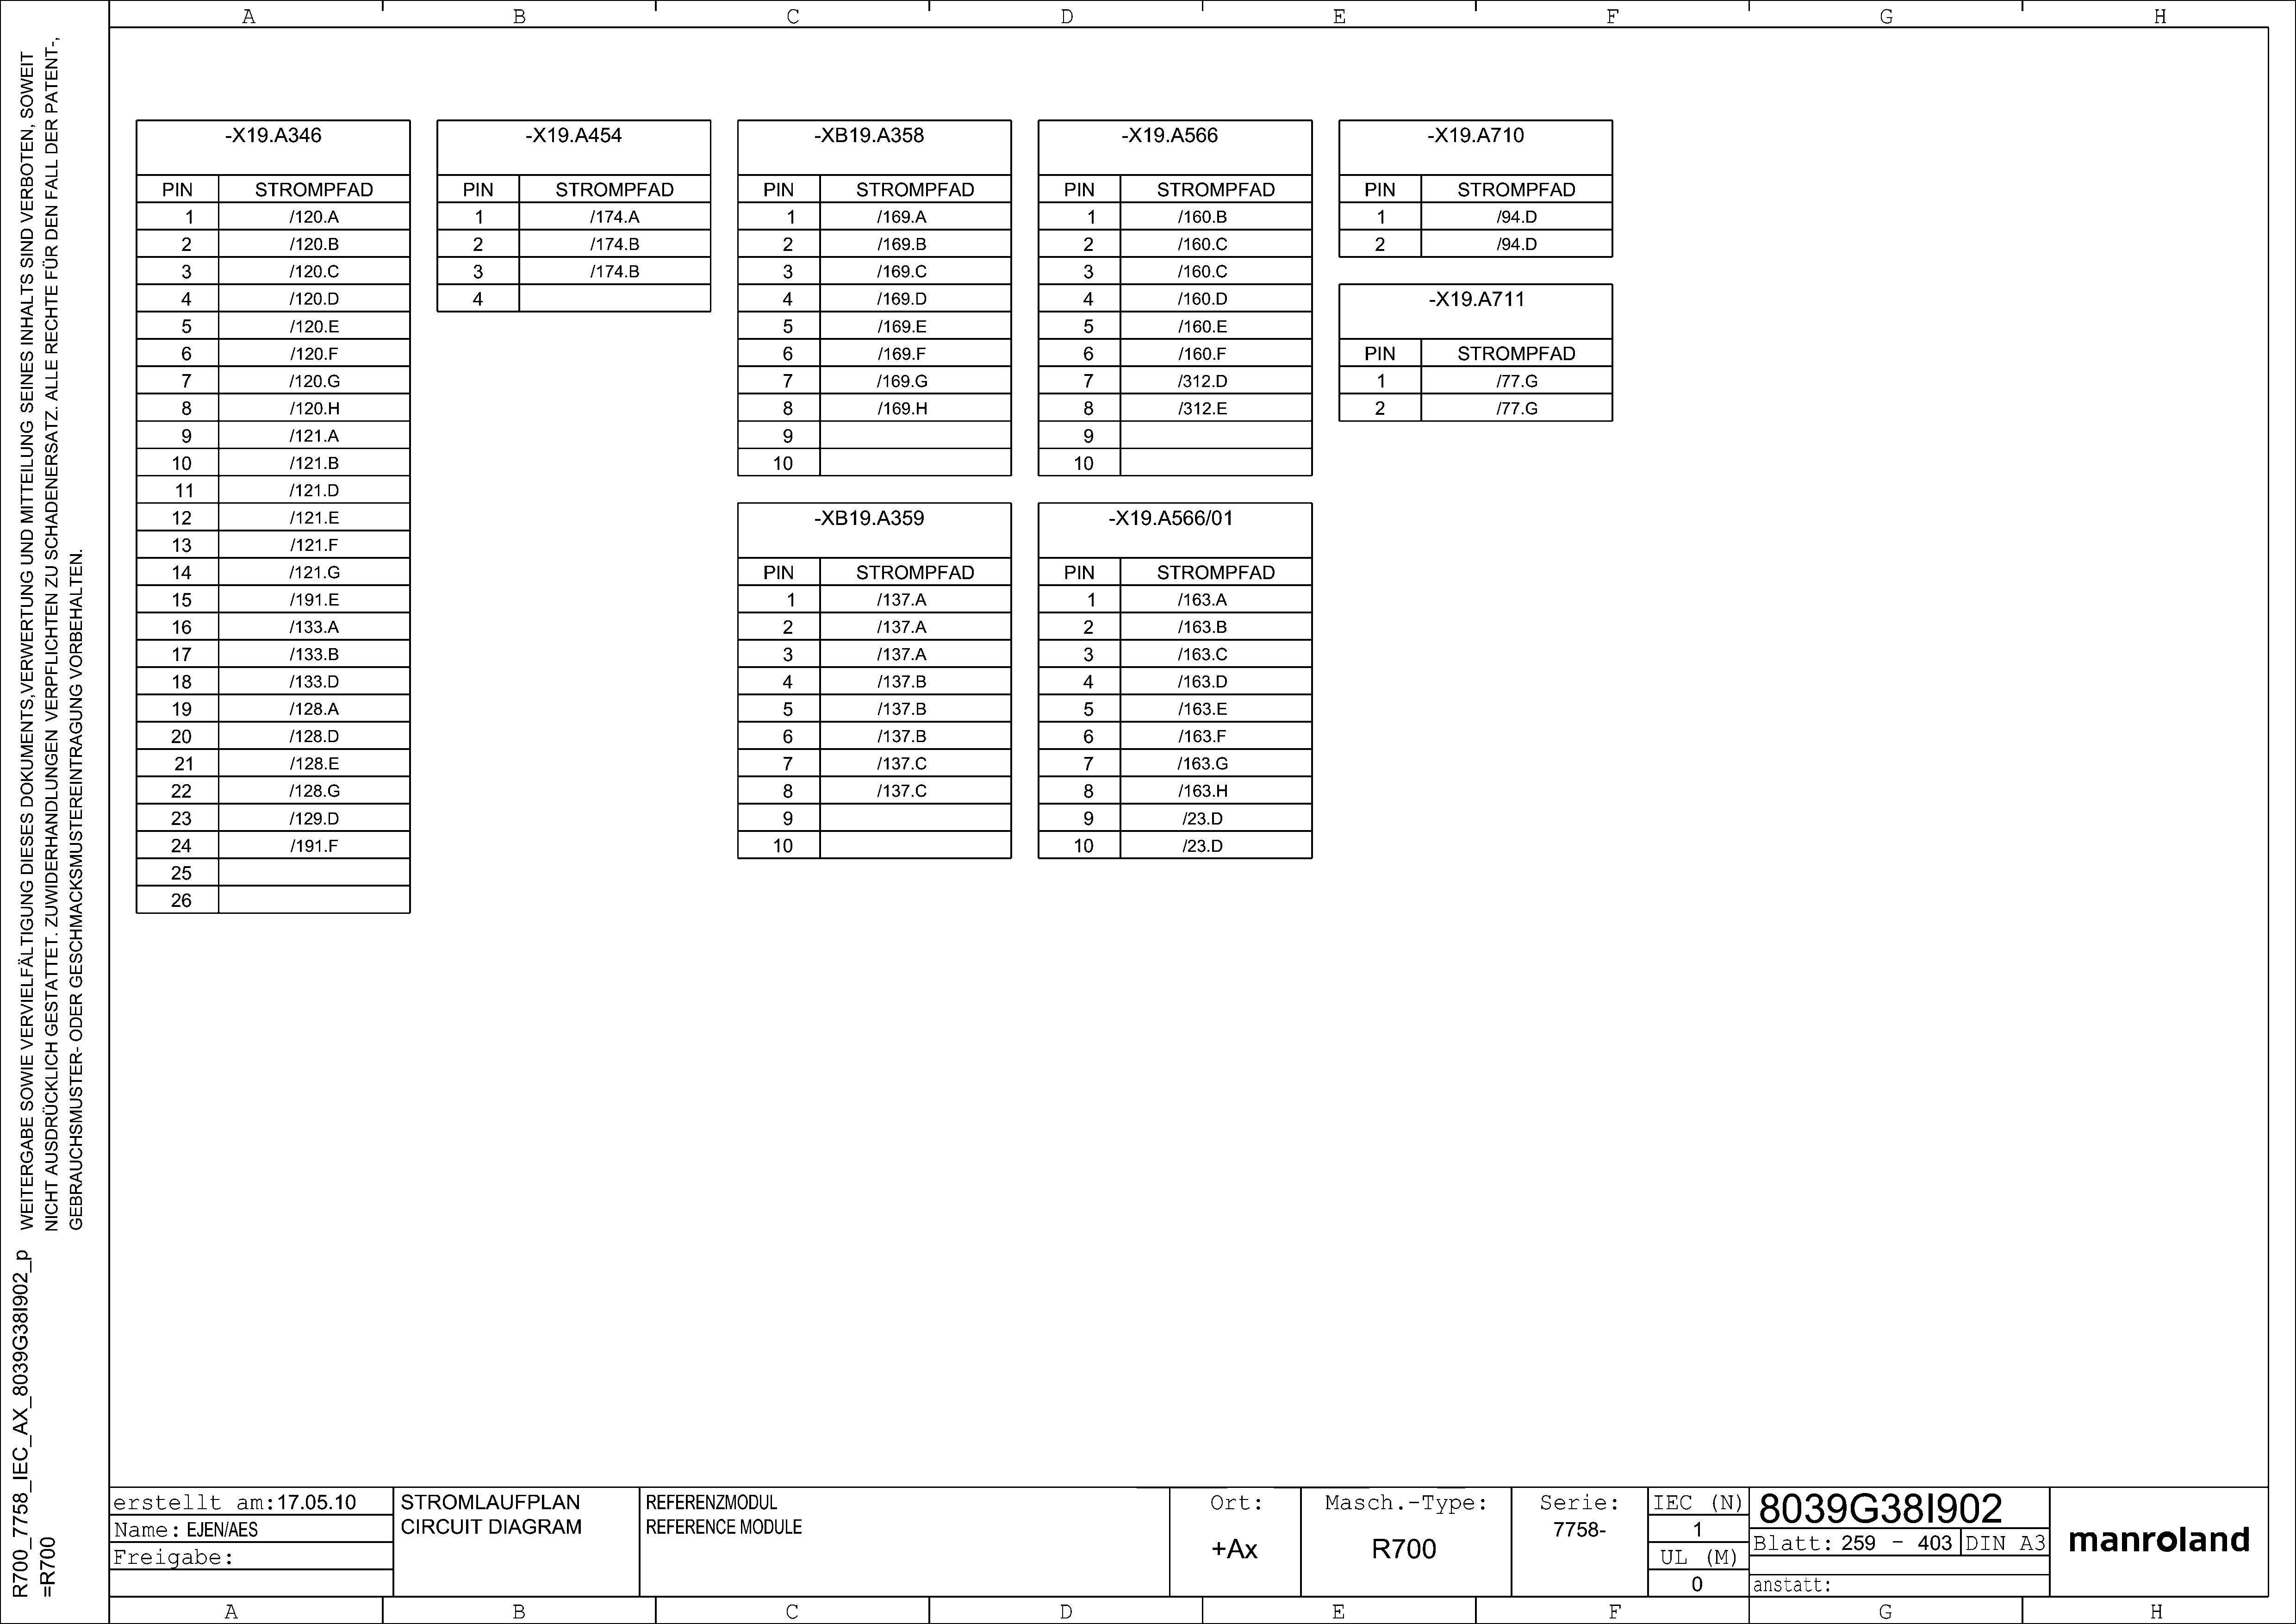 A B C D E F G H
-X19.A346
PIN STROMPFAD
1 /120.A
2 /120.B
3 /120.C
4 /120.D
5 /120.E
6 /120.F
7 /120.G
8 /120.H
9 /121.A
10 /121.B
11 /121.D
12 /121.E
13 /121.F
14 /121.G
15 /191.E
16 /133.A
17 /133.B
18 /133.D
19 /128.A
20 /128.D
21 /128.E
22 /128.G
23 /129.D
24 /191.F
25
26
-X19.A454
PIN STROMPFAD
1 /174.A
2 /174.B
3 /174.B
4
-XB19.A358
PIN STROMPFAD
1 /169.A
2 /169.B
3 /169.C
4 /169.D
5 /169.E
6 /169.F
7 /169.G
8 /169.H
9
10
-XB19.A359
PIN STROMPFAD
1 /137.A
2 /137.A
3 /137.A
4 /137.B
5 /137.B
6 /137.B
7 /137.C
8 /137.C
9
10
-X19.A566
PIN STROMPFAD
1 /160.B
2 /160.C
3 /160.C
4 /160.D
5 /160.E
6 /160.F
7 /312.D
8 /312.E
9
10
-X19.A566/01
PIN STROMPFAD
1 /163.A
2 /163.B
3 /163.C
4 /163.D
5 /163.E
6 /163.F
7 /163.G
8 /163.H
9 /23.D
10 /23.D
-X19.A710
PIN STROMPFAD
1 /94.D
2 /94.D
-X19.A711
PIN STROMPFAD
1 /77.G
2 /77.G
WEITERGABE SOWIE VERVIELFÄLTIGUNG DIESES DOKUMENTS,VERWERTUNG UND MITTEILUNG SEINES INHALTS SIND VERBOTEN, SOWEIT
NICHT AUSDRÜCKLICH GESTATTET. ZUWIDERHANDLUNGEN VERPFLICHTEN ZU SCHADENERSATZ. ALLE RECHTE FÜR DEN FALL DER PATENT-,
GEBRAUCHSMUSTER- ODER GESCHMACKSMUSTEREINTRAGUNG VORBEHALTEN.
R700_7758_IEC_AX_8039G38I902_p
=R700
erstellt am:17.05.10
Name: EJEN/AES
Freigabe:
STROMLAUFPLAN
CIRCUIT DIAGRAM
REFERENZMODUL
REFERENCE MODULE
Ort:
+Ax
Masch.-Type:
R700
Serie:
7758-
IEC (N)
1
UL (M)
0
8039G38I902
Blatt: 259 - 403 DIN A3
anstatt:
manroland
A B C D E F G H